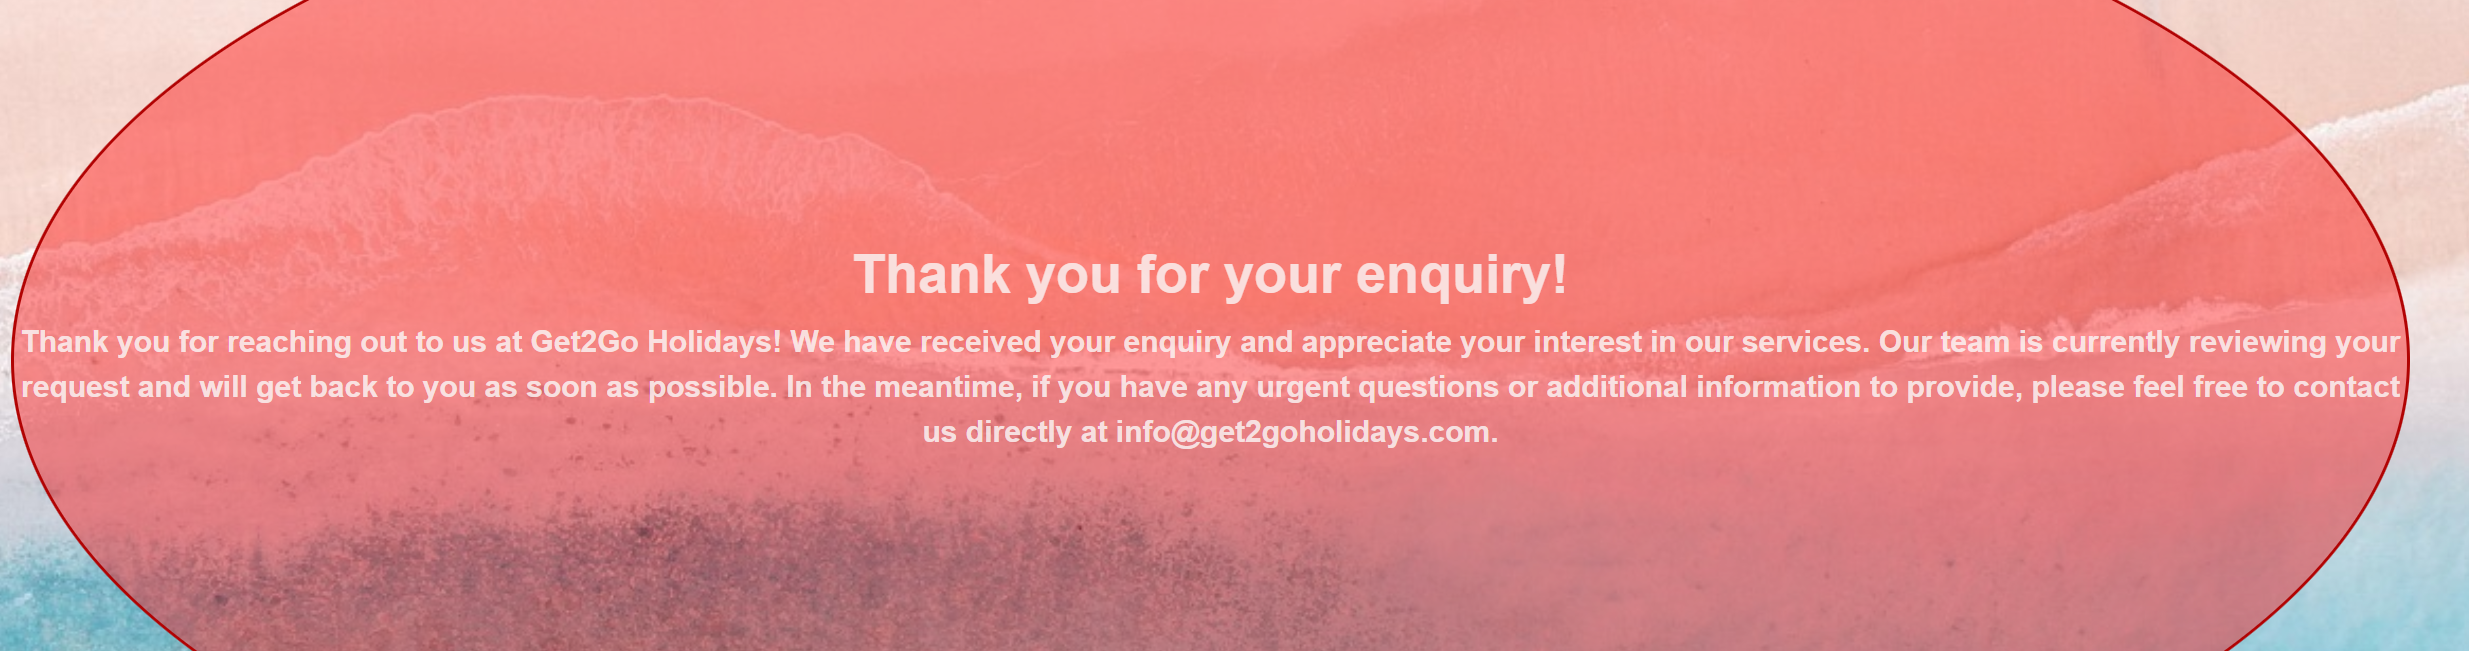 Thank you for your enquiry!
Thank you for reaching out to us at Get2Go Holidays! We have received your enquiry and appreciate your interest in our services. Our team is currently reviewing your
request and will get back to you as soon as possible. In the meantime, if you have any urgent questions or additional information to provide, please feel free to contact
us directly at info@get2goholidays.com.